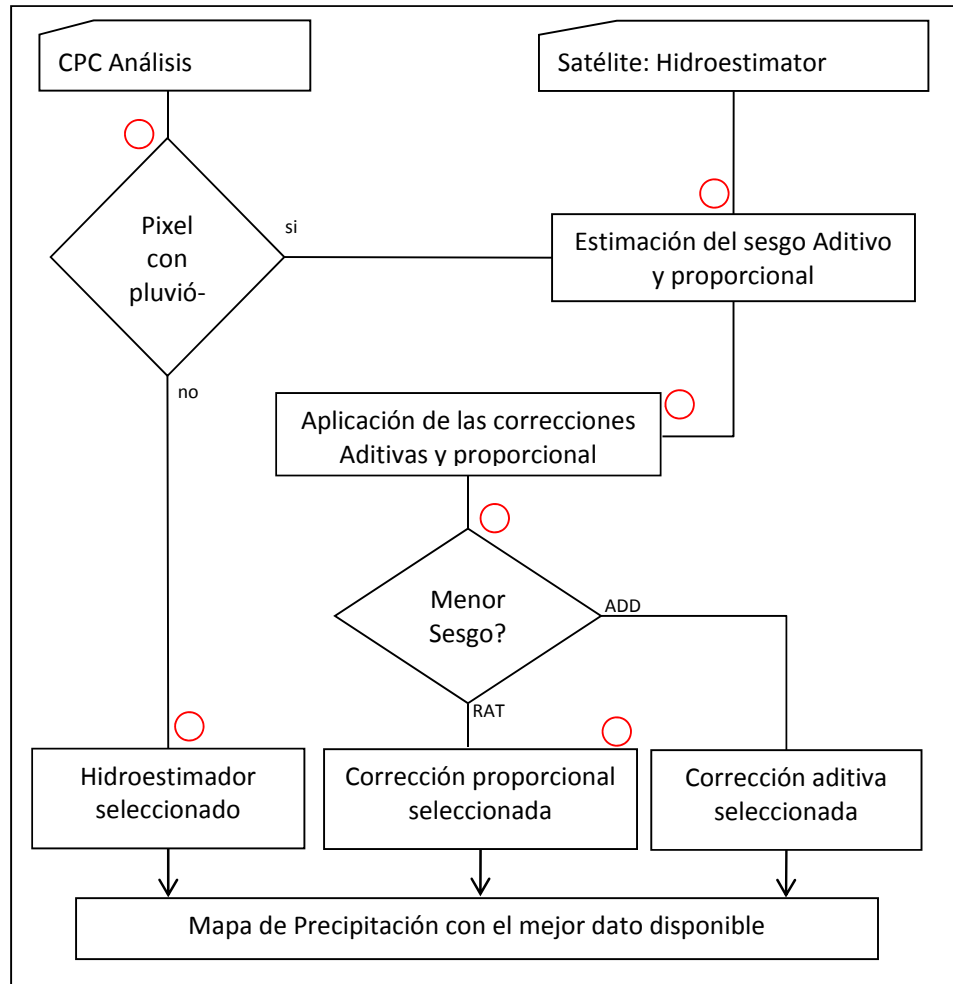 CPC Análisis
Satélite: Hidroestimator
Pixel
con
pluvió-
si
Estimación del sesgo Aditivo
y proporcional
no
Aplicación de las correcciones
Aditivas y proporcional
Menor
Sesgo?
ADD
RAT
Hidroestimador
seleccionado
Corrección proporcional
seleccionada
Corrección aditiva
seleccionada
Mapa de Precipitación con el mejor dato disponible